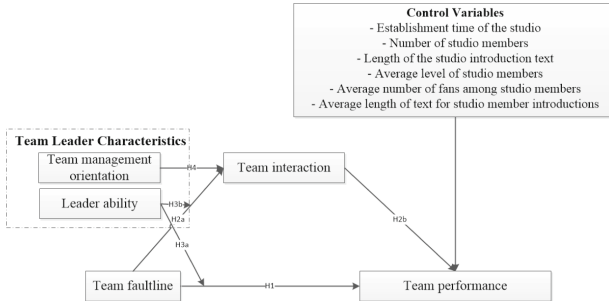 Control Variables
- Establishment time of the studio
- Number of studio members
- Length of the studio introduction text
- Average level of studio members
- Average number of fans among studio members
- Average length of text for studio member introductions
Team Leader Characteristics
Team management
orientation
H4
Team interaction
Leader ability
H3b
H2a
H2b
H3a
Team faultline
H1
Team performance